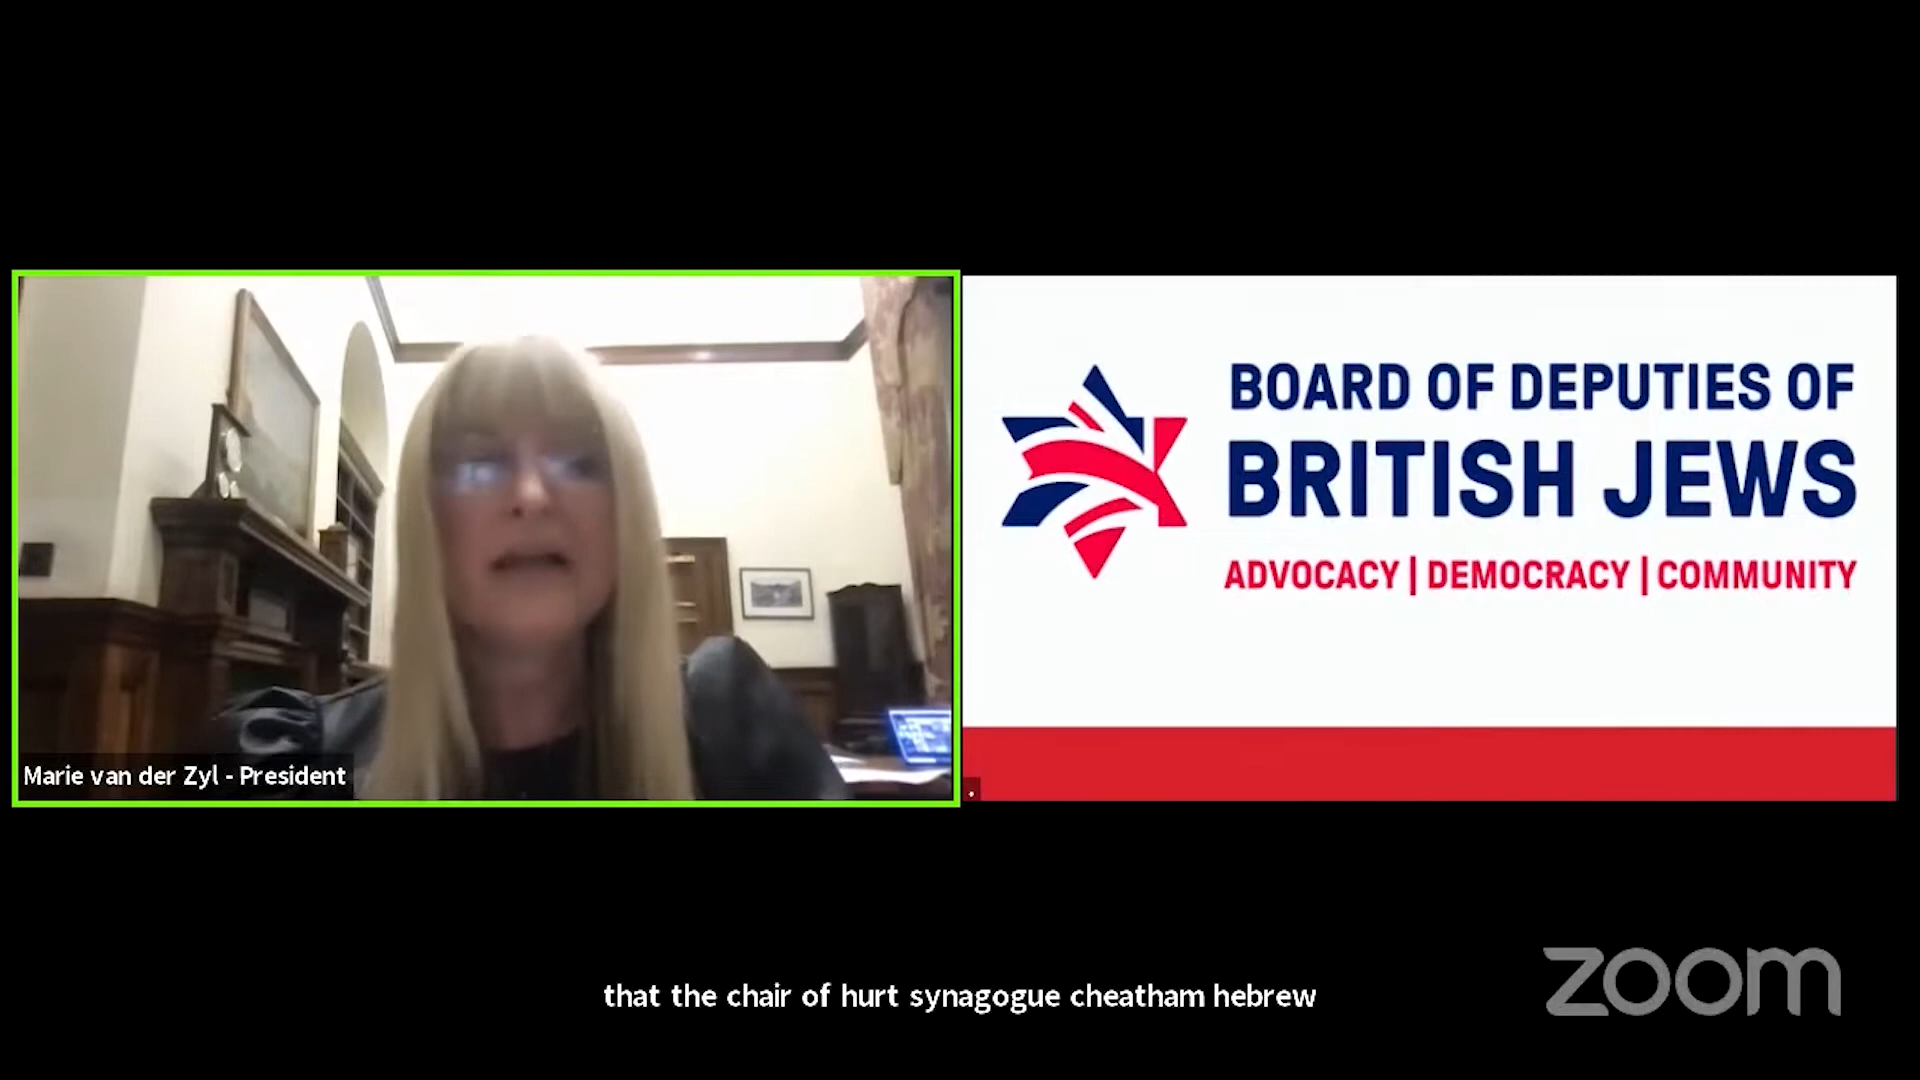 BOARD OF DEPUTIES OF
BRITISH JEWS
ADVOCACY | DEMOCRACY | COMMUNITY
Marie van der Zyl - President
that the chair of hurt synagogue cheatham hebrew
zoom